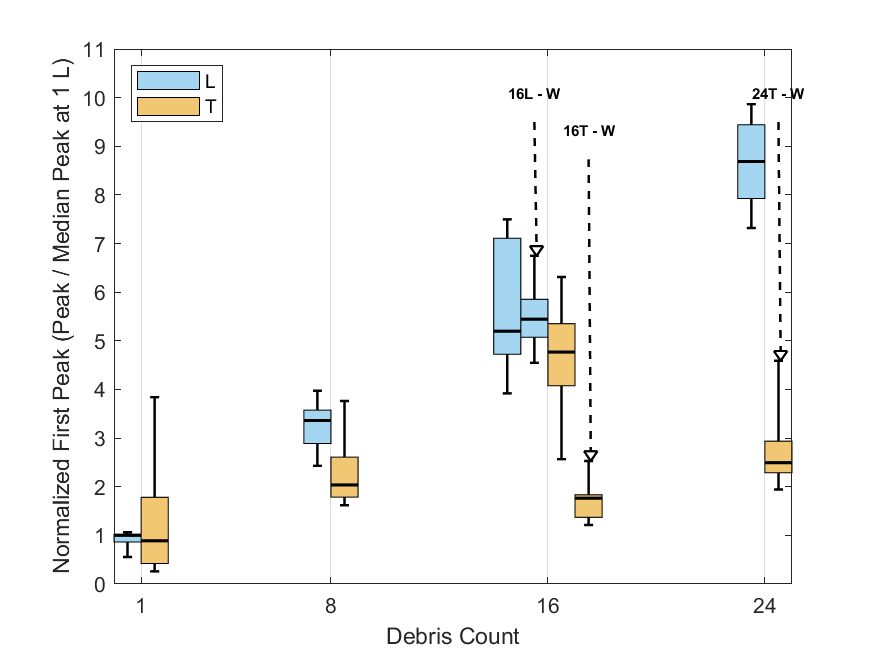 Normalized First Peak (Peak / Median Peak at 1 L)
11
10
9
8
7
6
5
4
3
2
1
0
L
T
16L - W
16T - W
24T - W
1
8
16
24
Debris Count